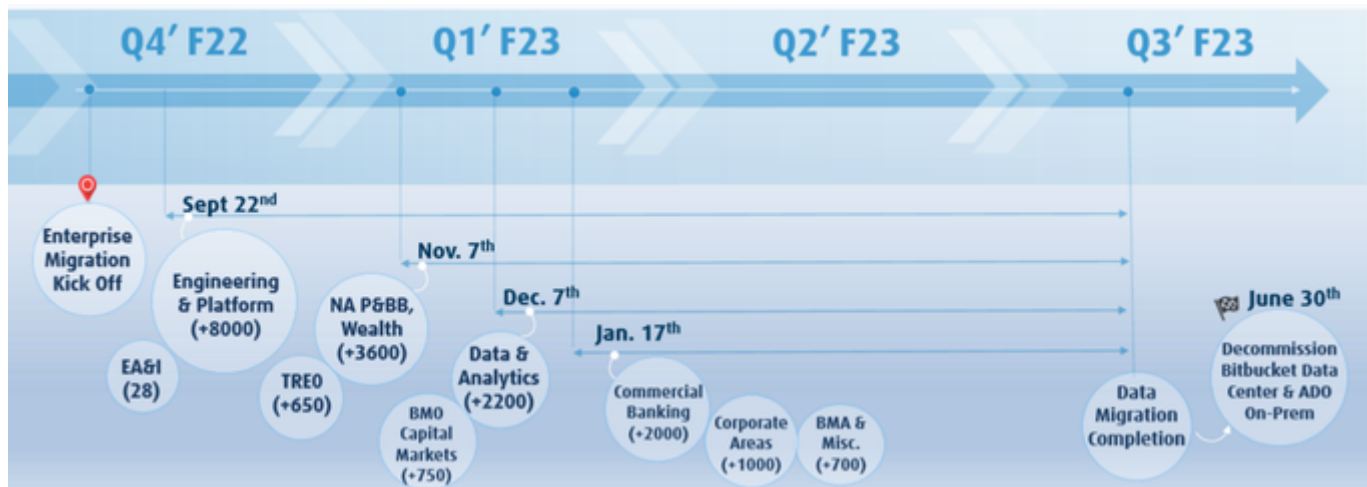 Q4' F22
Q1' F23
Q2' F23
Q3' F23
Sept 22nd
Nov. 7th
Dec. 7th
Jan. 17th
June 30th
Enterprise
Migration
Kick Off
EA&I
(28)
Engineering
& Platform
(+8000)
TREO
(+650)
NA P&BB,
Wealth
(+3600)
BMO
Capital
Markets
(+750)
Data &
Analytics
(+2200)
Commercial
Banking
(+2000)
Corporate
Areas
(+1000)
BMA &
Misc.
(+700)
Data
Migration
Completion
Decommission
Bitbucket Data
Center & ADO
On-Prem